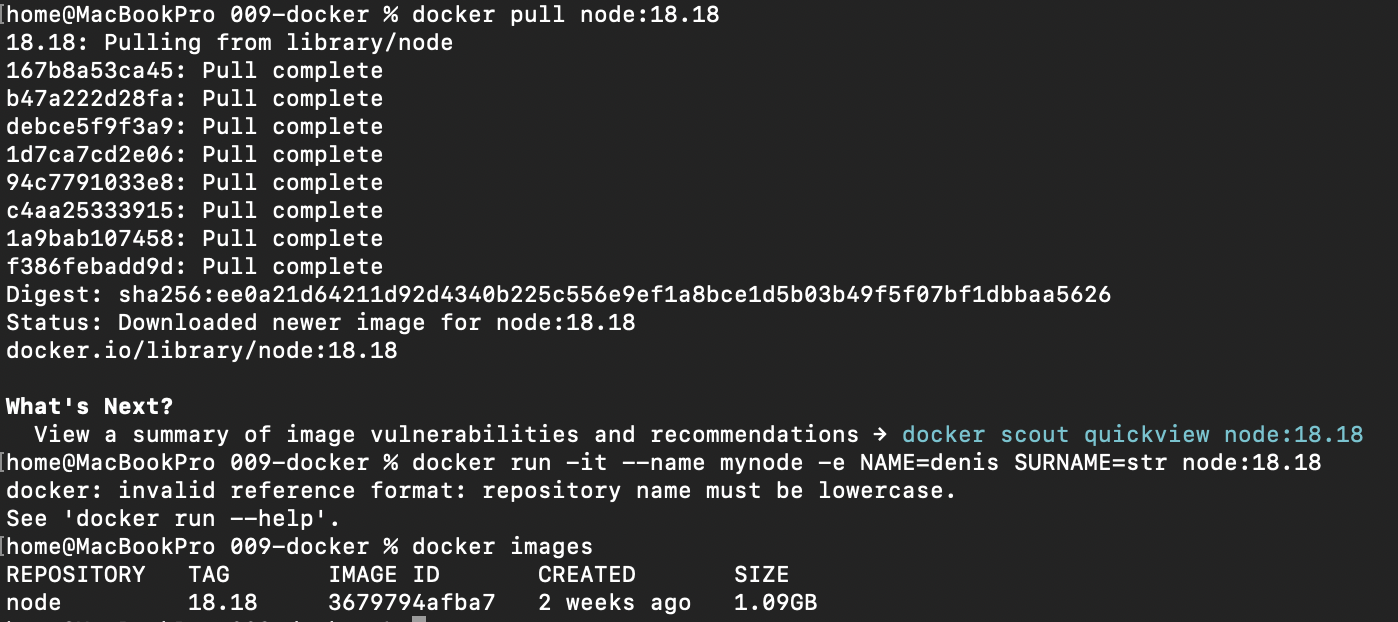 [home@MacBookPro 009-docker % docker pull node:18.18
18.18: Pulling from library/node
167b8a53ca45: Pull complete
b47a222d28fa: Pull complete
debce5f9f3a9: Pull complete
1d7ca7cd2e06: Pull complete
94c7791033e8: Pull complete
c4aa25333915: Pull complete
1a9bab107458: Pull complete
f386febadd9d: Pull complete
Digest: sha256:ee0a21d64211d92d4340b225c556e9ef1a8bce1d5b03b49f5f07bf1dbbaa5626
Status: Downloaded newer image for node:18.18
docker.io/library/node:18.18
What's Next?
View a summary of image vulnerabilities and recommendations → docker scout quickview node:18.18
[home@MacBookPro 009-docker % docker run -it --name mynode -e NAME=denis SURNAME=str node:18.18
docker: invalid reference format: repository name must be lowercase.
See 'docker run --help'.
[home@MacBookPro 009-docker % docker images
REPOSITORY TAG IMAGE ID CREATED SIZE
node 18.18 3679794afba7 2 weeks ago 1.09GB